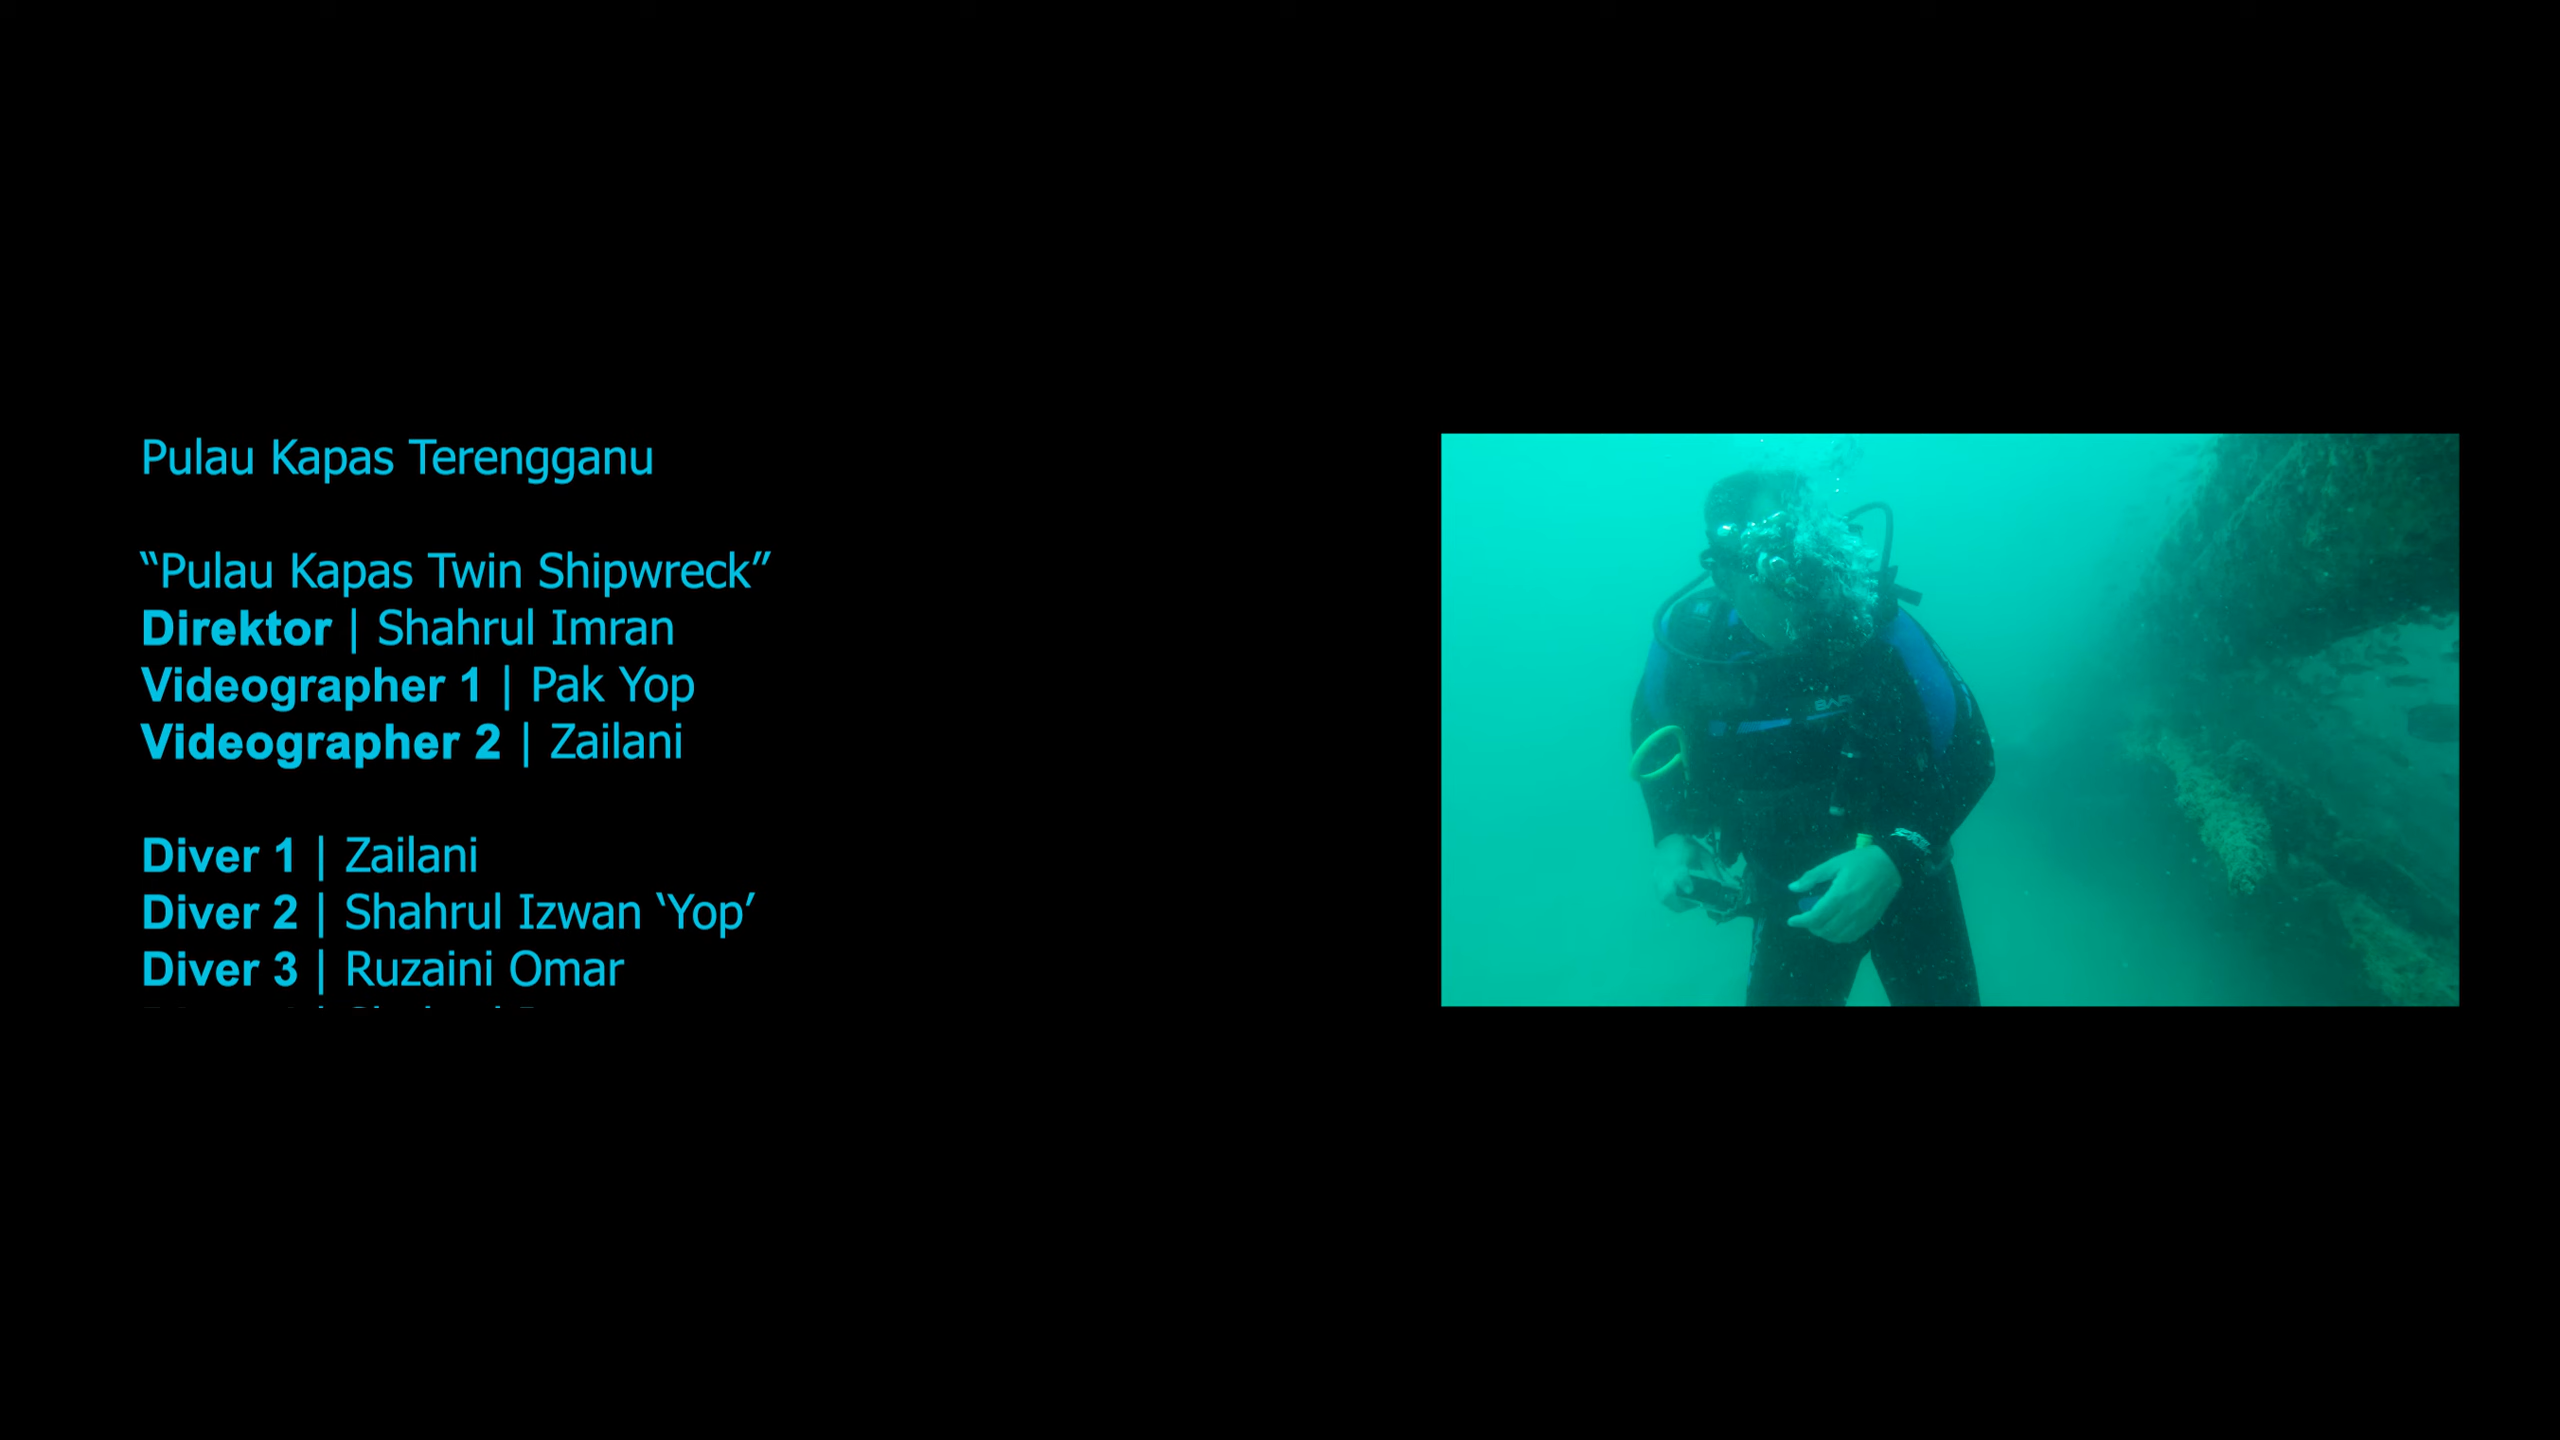 Pulau Kapas Terengganu
“Pulau Kapas Twin Shipwreck”
Direktor | Shahrul Imran
Videographer 1 | Pak Yop
Videographer 2 | Zailani
Diver 1 | Zailani
Diver 2 | Shahrul Izwan ‘Yop’
Diver 3 | Ruzaini Omar